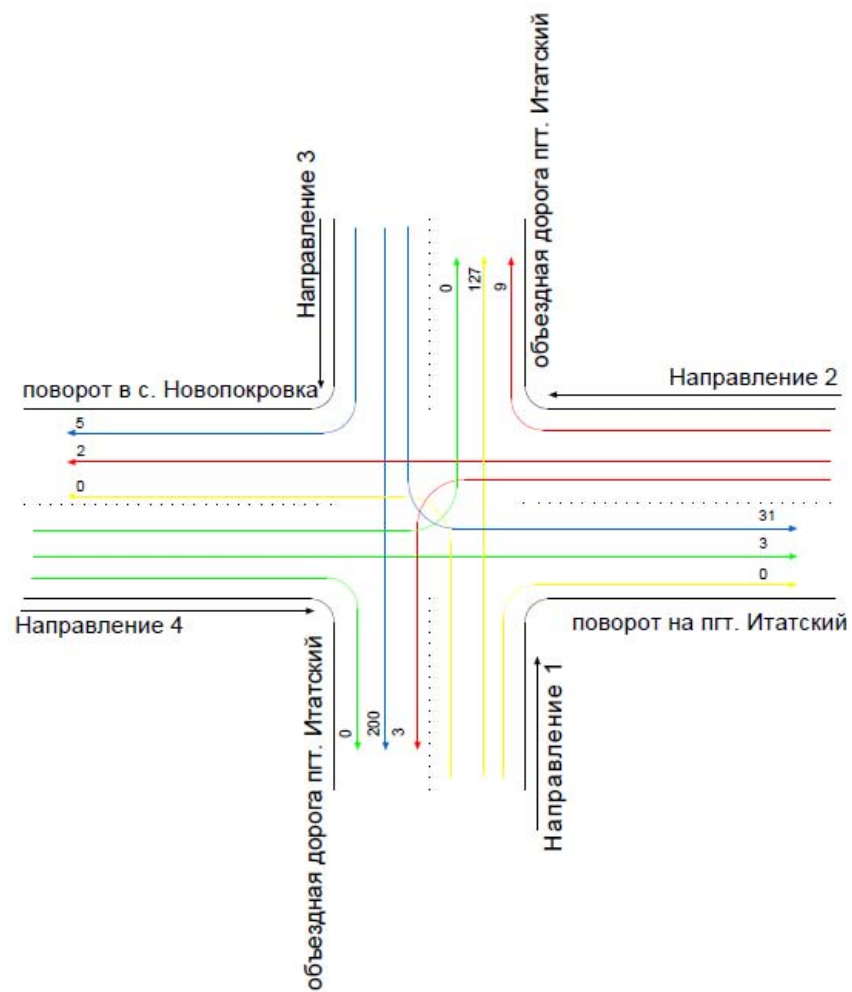 объездная дорога пгт. Итатский
Направление 3
0
127
9
поворот в с. Новопокровка
Направление 2
5
2
0
31
3
0
Направление 4
поворот на пгт. Итатский
0
200
3
Направление 1
объездная дорога пгт. Итатский